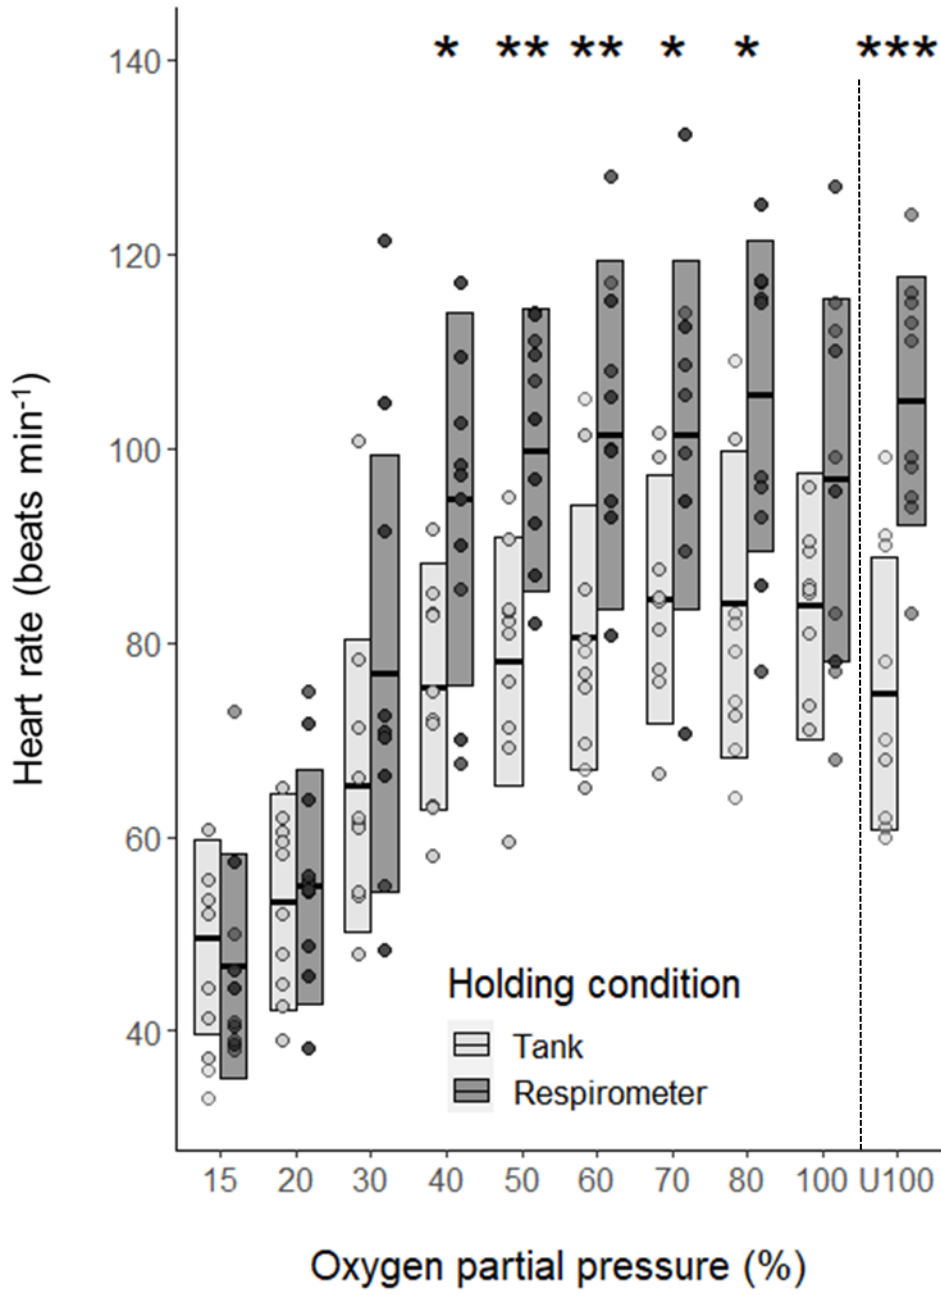 * ** ** * * ***
140
120
100
80
60
40
Heart rate (beats min-1)
Holding condition
Tank
Respirometer
15 20 30 40 50 60 70 80 100 U100
Oxygen partial pressure (%)